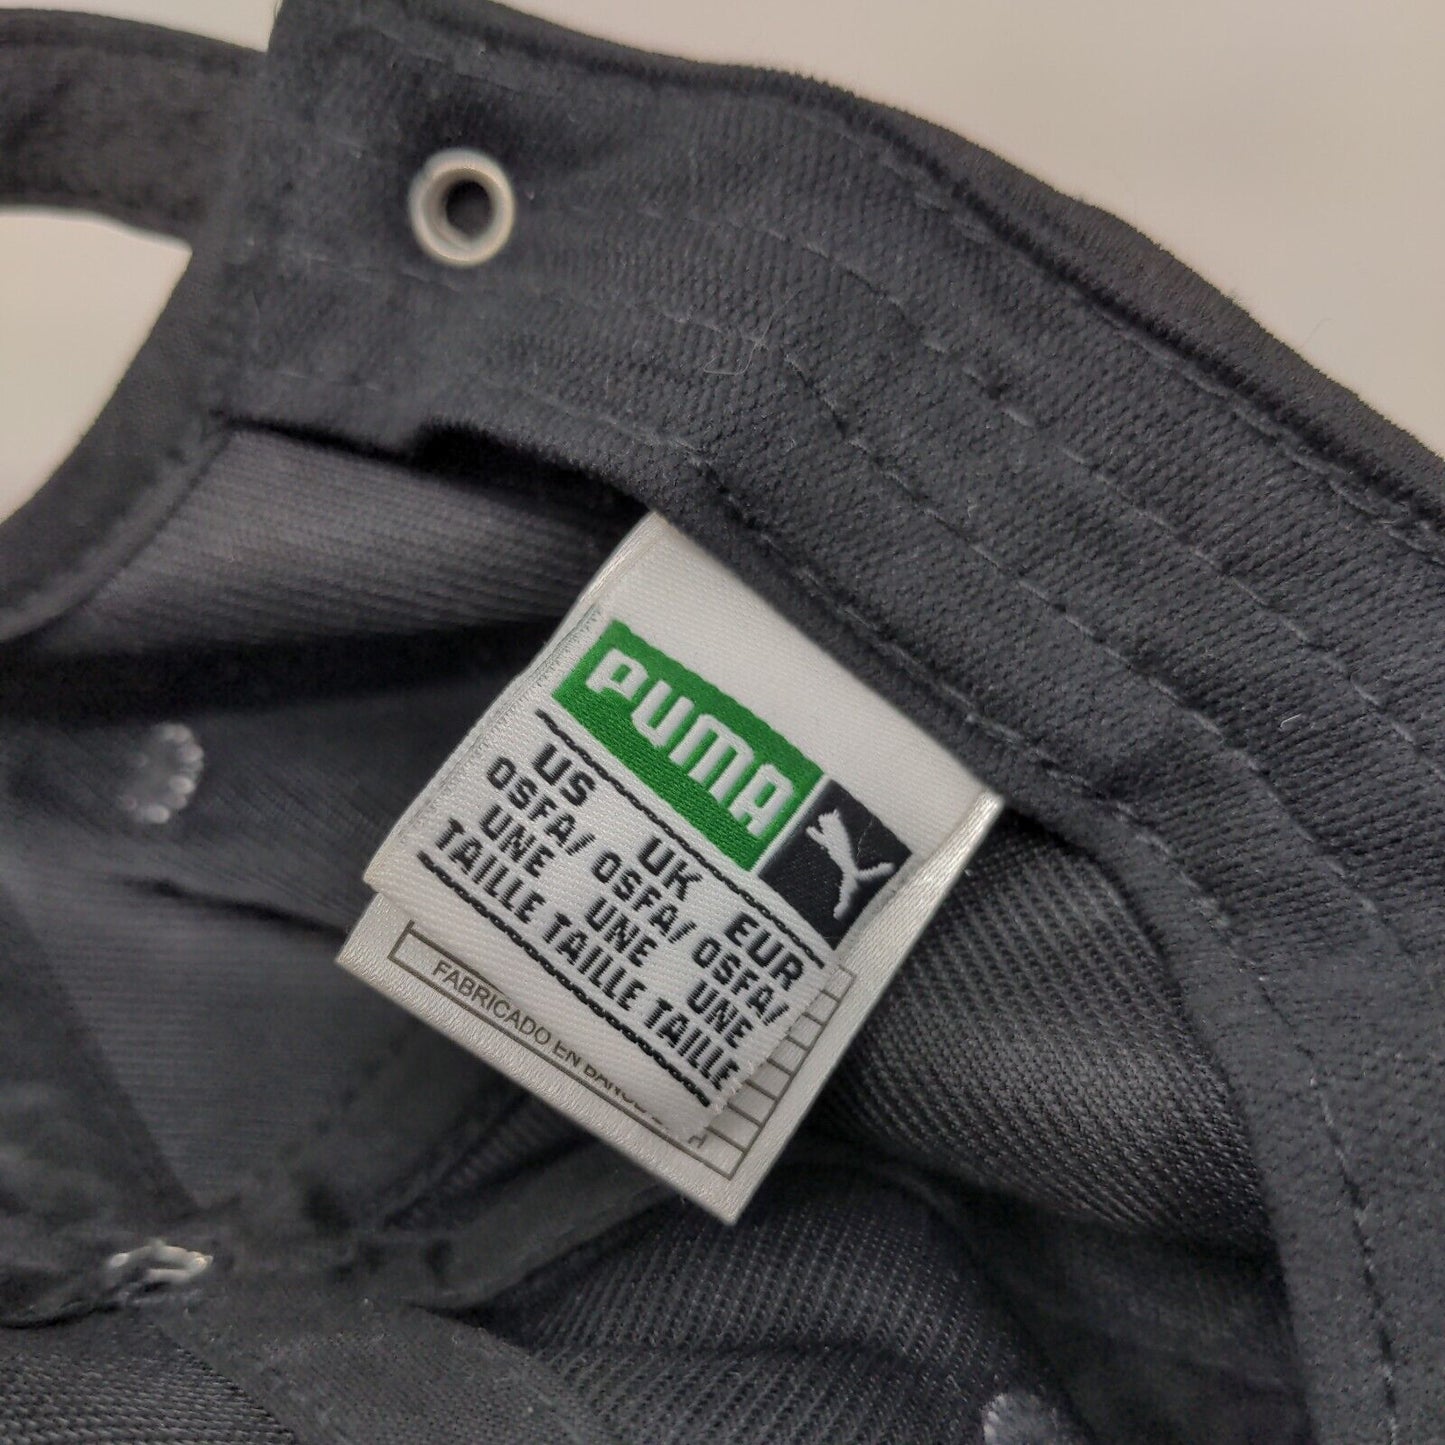 PUMA
US UK EUR
OSFA/ OSFA/ OSFA/
UNE UNE UNE
TAILLE TAILLE TAILLE
FABRICADO EN